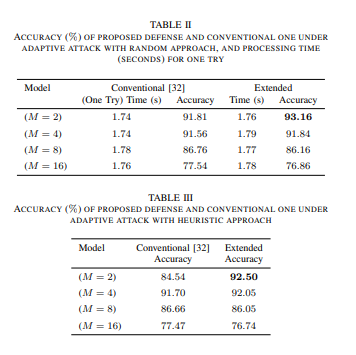 TABLE II
ACCURACY (%) OF PROPOSED DEFENSE AND CONVENTIONAL ONE UNDER
ADAPTIVE ATTACK WITH RANDOM APPROACH, AND PROCESSING TIME
(SECONDS) FOR ONE TRY
Model Conventional [32] Extended
(One Try) Time (s) Accuracy Time (s) Accuracy
(M = 2) 1.74 91.81 1.76 93.16
(M = 4) 1.74 91.56 1.79 91.84
(M = 8) 1.78 86.76 1.77 86.16
(M = 16) 1.76 77.54 1.78 76.86
TABLE III
ACCURACY (%) OF PROPOSED DEFENSE AND CONVENTIONAL ONE UNDER
ADAPTIVE ATTACK WITH HEURISTIC APPROACH
Model Conventional [32] Extended
Accuracy Accuracy
(M = 2) 84.54 92.50
(M = 4) 91.70 92.05
(M = 8) 86.66 86.05
(M = 16) 77.47 76.74